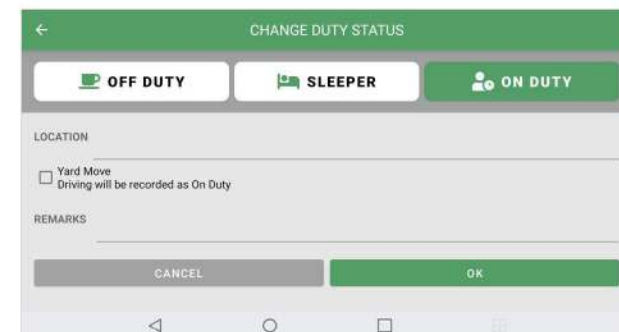 CHANGE DUTY STATUS
OFF DUTY
SLEEPER
ON DUTY
LOCATION
Yard Move
Driving will be recorded as On Duty
REMARKS
CANCEL
OK